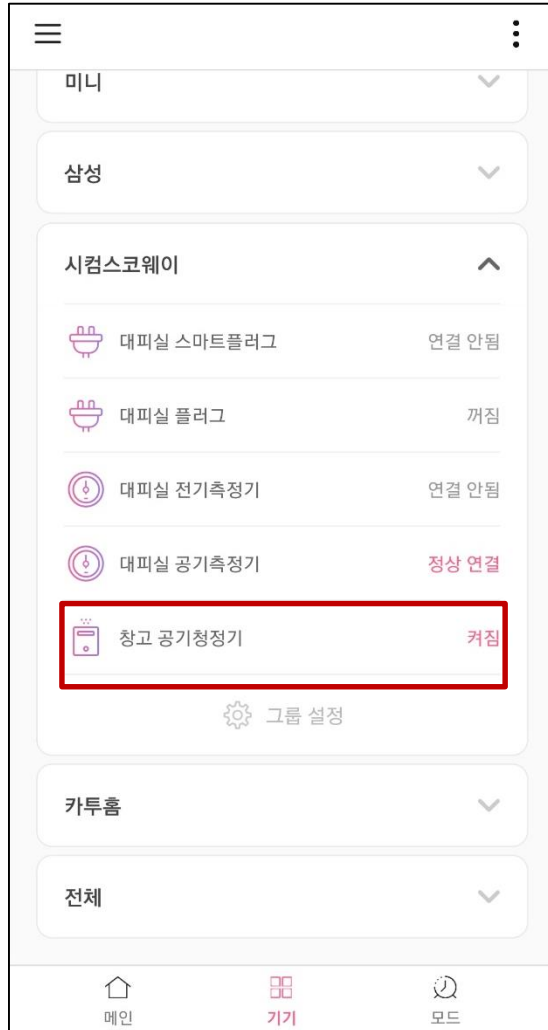 미니
삼성
시컴스코웨이
대피실 스마트플러그 연결 안됨
대피실 플러그 꺼짐
대피실 전기측정기 연결 안됨
대피실 공기측정기 정상 연결
창고 공기청정기 켜짐
그룹 설정
카투홈
전체
메인 기기 모드